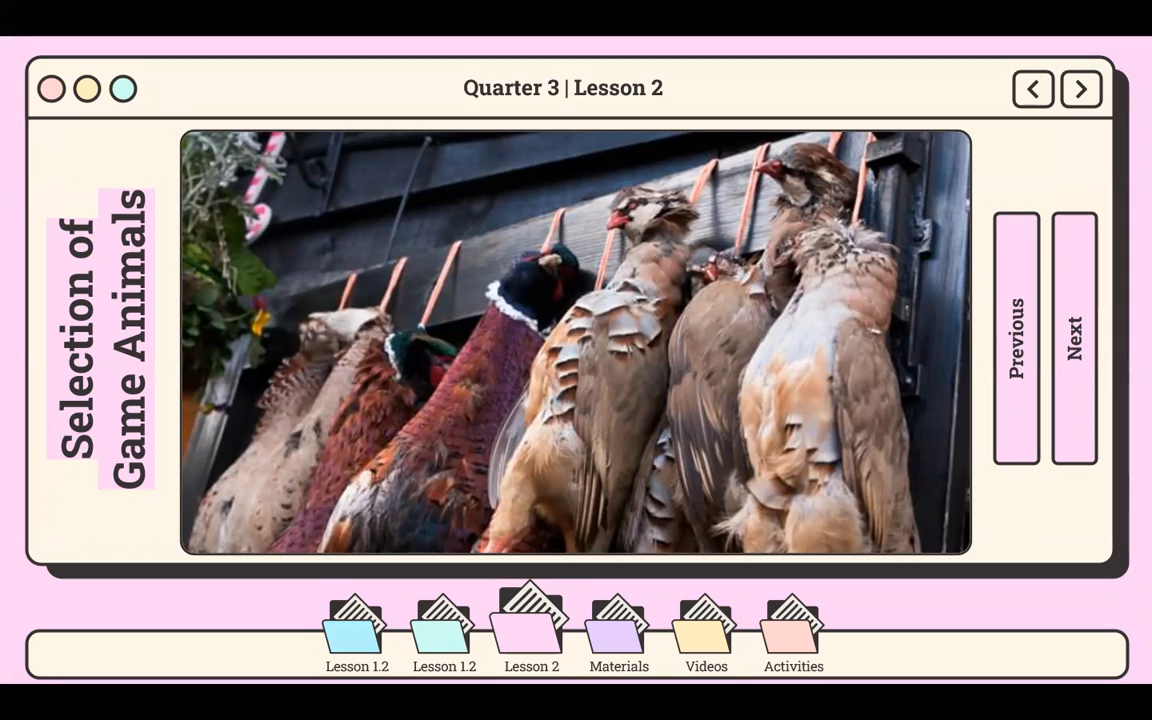 Quarter 3 | Lesson 2
Selection of
Game Animals
Previous
Next
Lesson 1.2
Lesson 1.2
Lesson 2
Materials
Videos
Activities